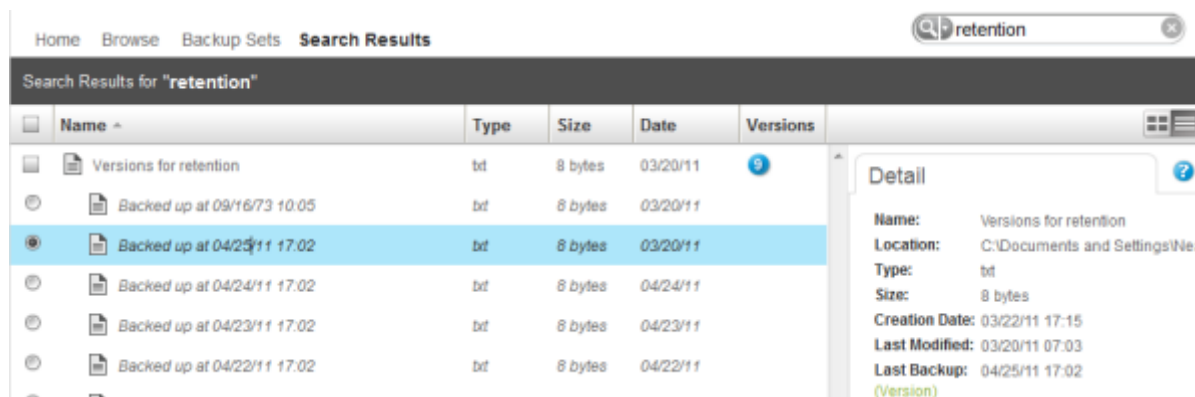 retention
Home Browse Backup Sets Search Results
Search Results for "retention"
Name Type Size Date Versions
Versions for retention txt 8 bytes 03/20/11 9
Backed up at 09/16/73 10:05 txt 8 bytes 03/20/11
Backed up at 04/25/11 17:02 txt 8 bytes 03/20/11
Backed up at 04/24/11 17:02 txt 8 bytes 04/24/11
Backed up at 04/23/11 17:02 txt 8 bytes 04/23/11
Backed up at 04/22/11 17:02 txt 8 bytes 04/22/11
Detail ?
Name: Versions for retention
Location: C:\Documents and Settings\Ne
Type: txt
Size: 8 bytes
Creation Date: 03/22/11 17:15
Last Modified: 03/20/11 07:03
Last Backup: 04/25/11 17:02
(Version)